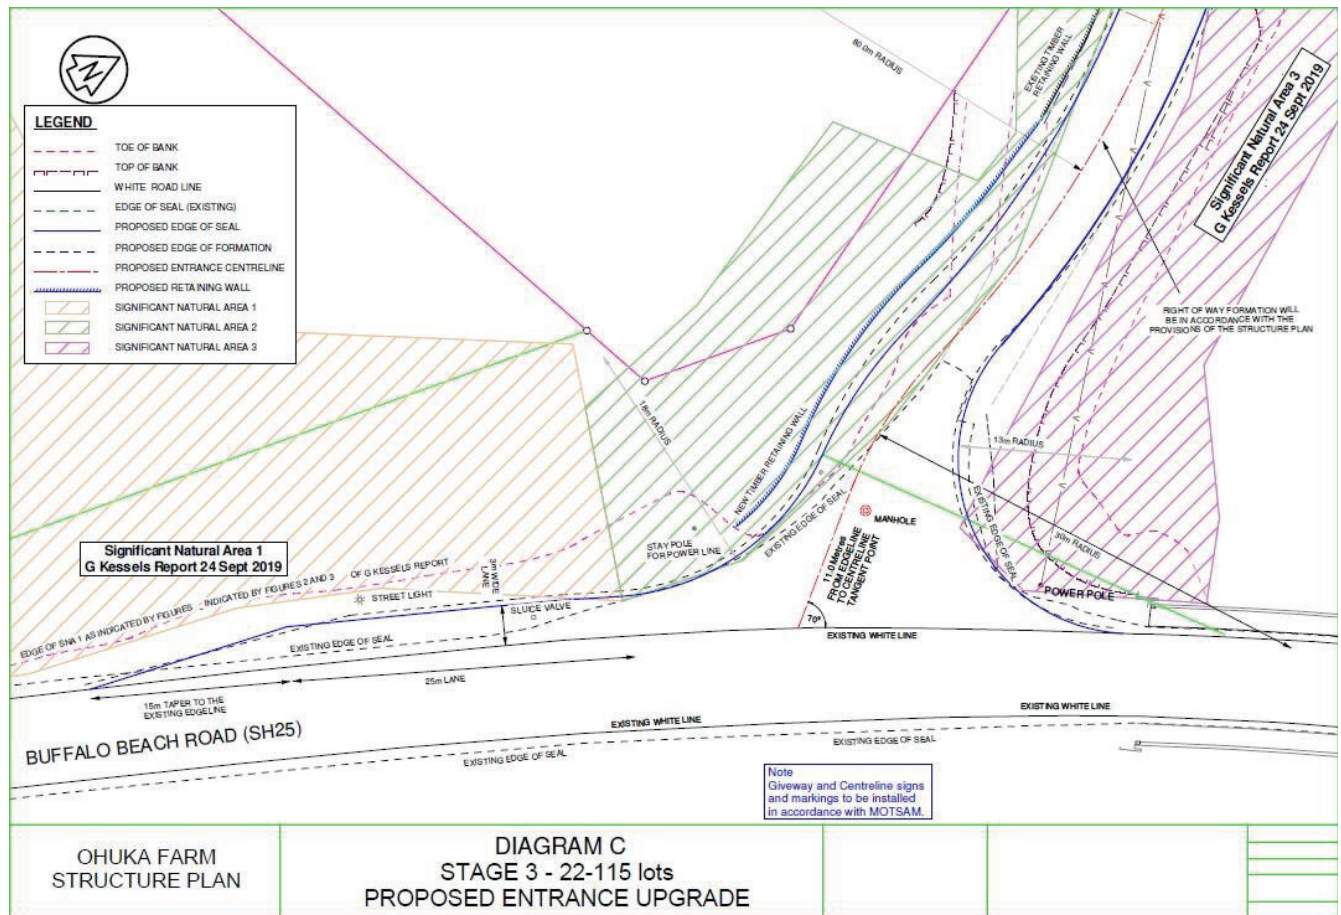 N
LEGEND
TOE OF BANK
TOP OF BANK
WHITE ROAD LINE
EDGE OF SEAL (EXISTING)
PROPOSED EDGE OF SEAL
PROPOSED EDGE OF FORMATION
PROPOSED ENTRANCE CENTRELINE
PROPOSED RETAINING WALL
SIGNIFICANT NATURAL AREA 1
SIGNIFICANT NATURAL AREA 2
SIGNIFICANT NATURAL AREA 3
80.0m RADIUS
EXISTING TIMBER
RETAINING WALL
Significant Natural Area 3
G Kessels Report 24 Sept 2019
RIGHT OF WAY FORMATION WILL
BE IN ACCORDANCE WITH THE
PROVISIONS OF THE STRUCTURE PLAN
18m RADIUS
NEW TIMBER RETAINING WALL
13m RADIUS
EXISTING EDGE OF SEAL
EXISTING EDGE OF SEAL
MANHOLE
30m RADIUS
STAY POLE
FOR POWER LINE
11.0 Metres
FROM EDGELINE
TO CENTRELINE
TANGENT POINT
70°
POWER POLE
Significant Natural Area 1
G Kessels Report 24 Sept 2019
EDGE OF SNA 1 AS INDICATED BY FIGURES INDICATED BY FIGURES 2 AND 3 OF G KESSELS REPORT
STREET LIGHT
3m WIDE
LANE
SLUICE VALVE
EXISTING EDGE OF SEAL
EXISTING WHITE LINE
25m LANE
15m TAPER TO THE
EXISTING EDGELINE
BUFFALO BEACH ROAD (SH25)
EXISTING WHITE LINE
EXISTING WHITE LINE
EXISTING EDGE OF SEAL
EXISTING EDGE OF SEAL
Note
Giveway and Centreline signs
and markings to be installed
in accordance with MOTSAM.
OHUKA FARM
STRUCTURE PLAN
DIAGRAM C
STAGE 3 - 22-115 lots
PROPOSED ENTRANCE UPGRADE